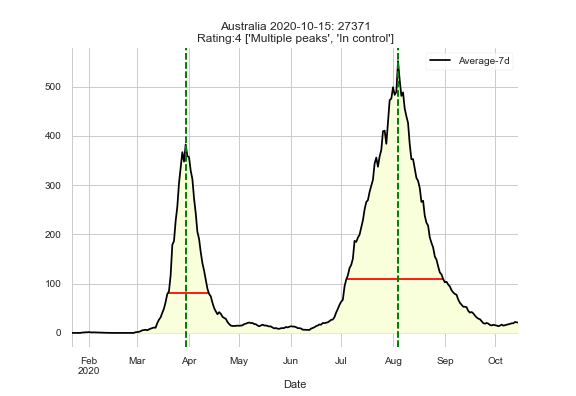 Australia 2020-10-15: 27371
Rating:4 ['Multiple peaks', 'In control']
Average-7d
500
400
300
200
100
0
Feb Mar Apr May Jun Jul Aug Sep Oct
2020
Date